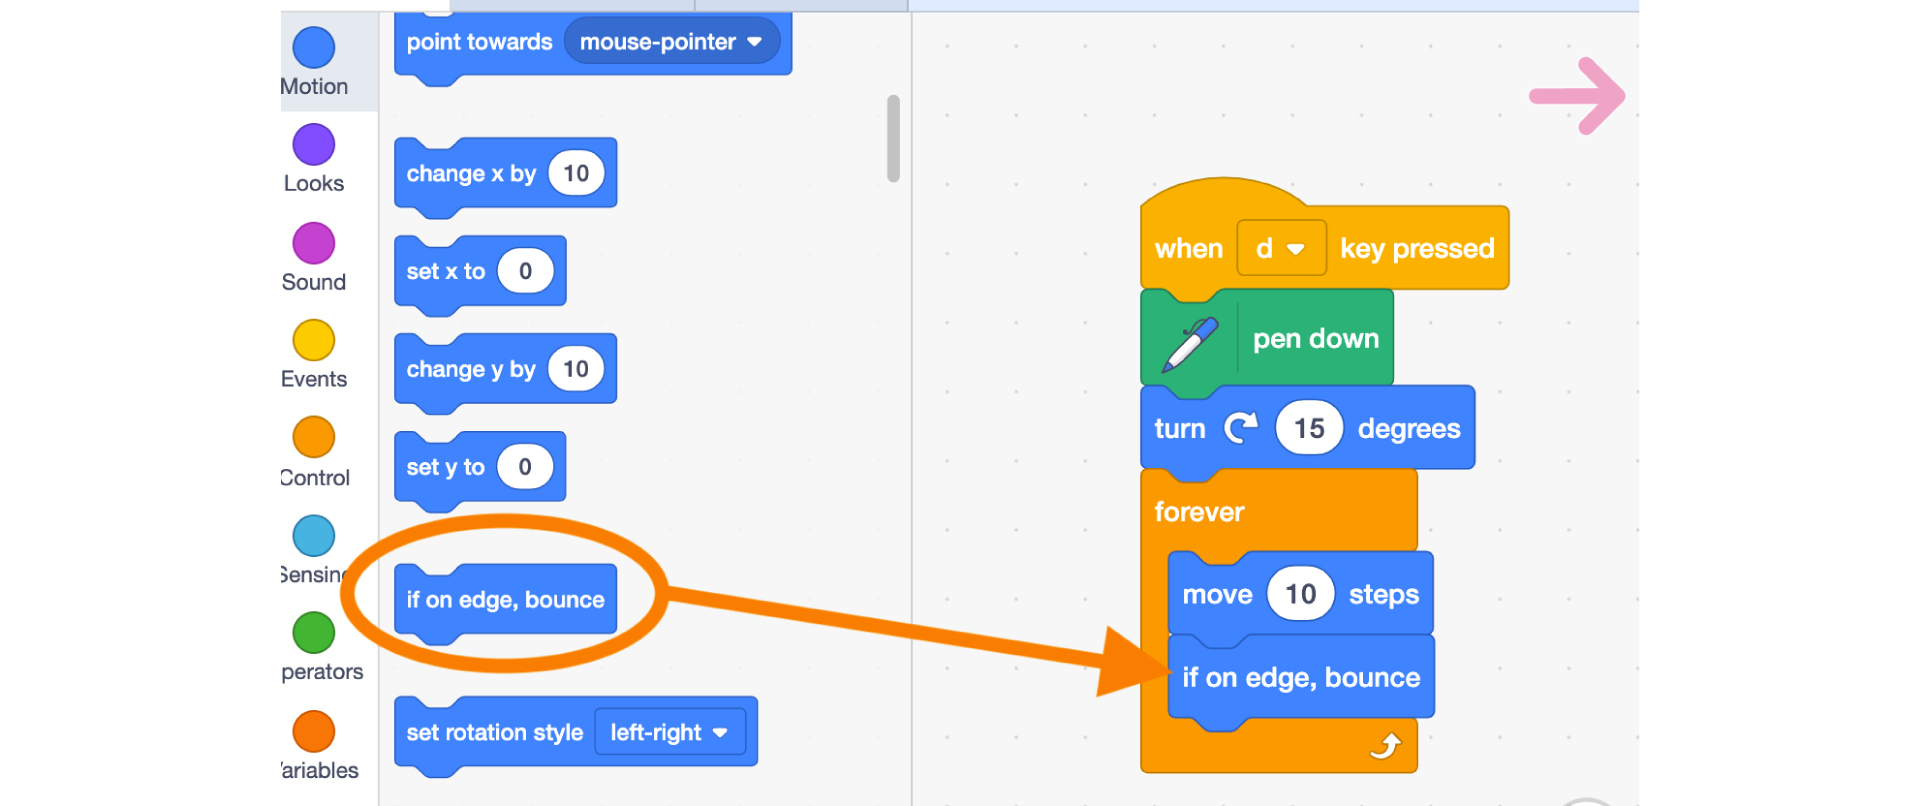 Motion
Looks
Sound
Events
Control
Sensing
perators
ariables
point towards mouse-pointer
change x by 10
set x to 0
change y by 10
set y to 0
if on edge, bounce
set rotation style left-right
when d key pressed
pen down
turn 15 degrees
forever
move 10 steps
if on edge, bounce